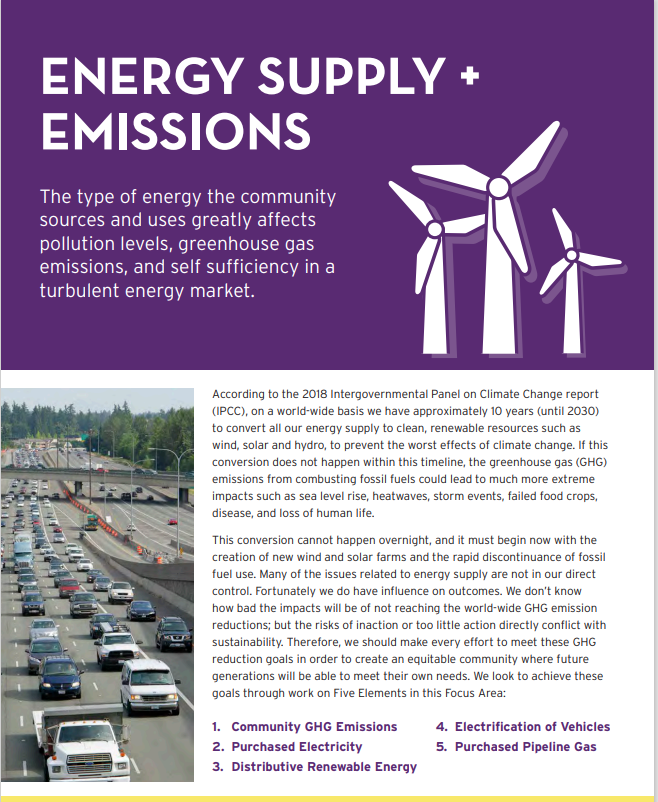 ENERGY SUPPLY +
EMISSIONS
The type of energy the community
sources and uses greatly affects
pollution levels, greenhouse gas
emissions, and self sufficiency in a
turbulent energy market.
According to the 2018 Intergovernmental Panel on Climate Change report
(IPCC), on a world-wide basis we have approximately 10 years (until 2030)
to convert all our energy supply to clean, renewable resources such as
wind, solar and hydro, to prevent the worst effects of climate change. If this
conversion does not happen within this timeline, the greenhouse gas (GHG)
emissions from combusting fossil fuels could lead to much more extreme
impacts such as sea level rise, heatwaves, storm events, failed food crops,
disease, and loss of human life.
This conversion cannot happen overnight, and it must begin now with the
creation of new wind and solar farms and the rapid discontinuance of fossil
fuel use. Many of the issues related to energy supply are not in our direct
control. Fortunately we do have influence on outcomes. We don't know
how bad the impacts will be of not reaching the world-wide GHG emission
reductions; but the risks of inaction or too little action directly conflict with
sustainability. Therefore, we should make every effort to meet these GHG
reduction goals in order to create an equitable community where future
generations will be able to meet their own needs. We look to achieve these
goals through work on Five Elements in this Focus Area:
1. Community GHG Emissions
2. Purchased Electricity
3. Distributive Renewable Energy
4. Electrification of Vehicles
5. Purchased Pipeline Gas